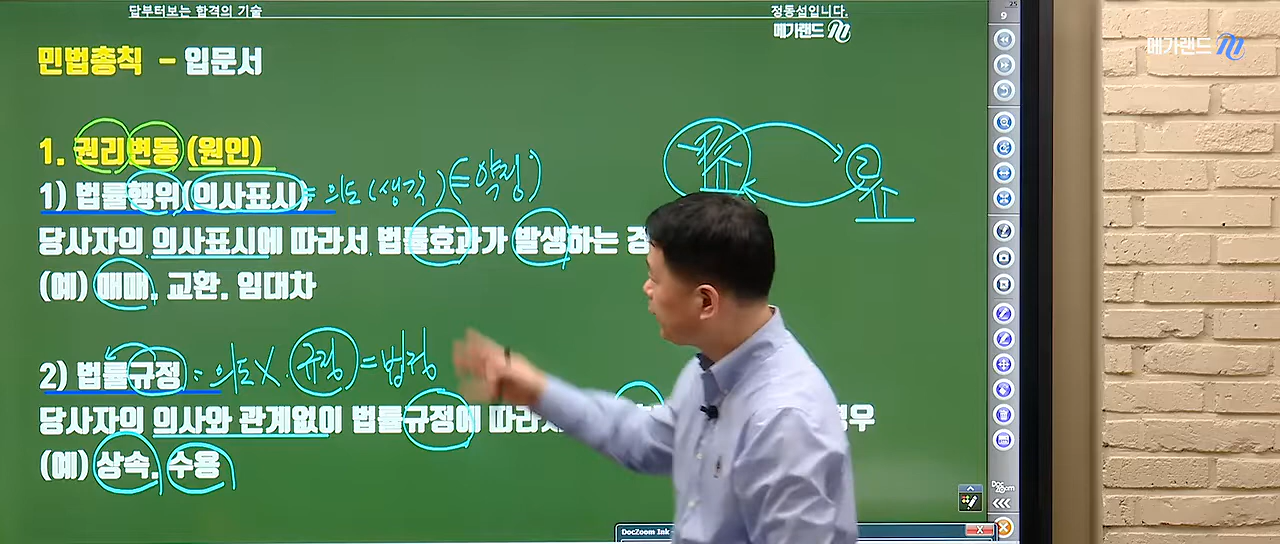 답부터보는 합격의 기술
정동섭입니다.
메가랜드
메가랜드
민법총칙 - 입문서
1. 권리변동 (원인)
1) 법률행위(의사표시) : 의도(생각) (= 약정)
당사자의 의사표시에 따라서 법률효과가 발생하는
(예) 매매. 교환. 임대차
2) 법률규정 : 의도X. 규정 = 법정
당사자의 의사와 관계없이 법률규정에 따라서
(예) 상속. 수용
DocZoom Ink